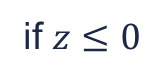 if z ≤ 0